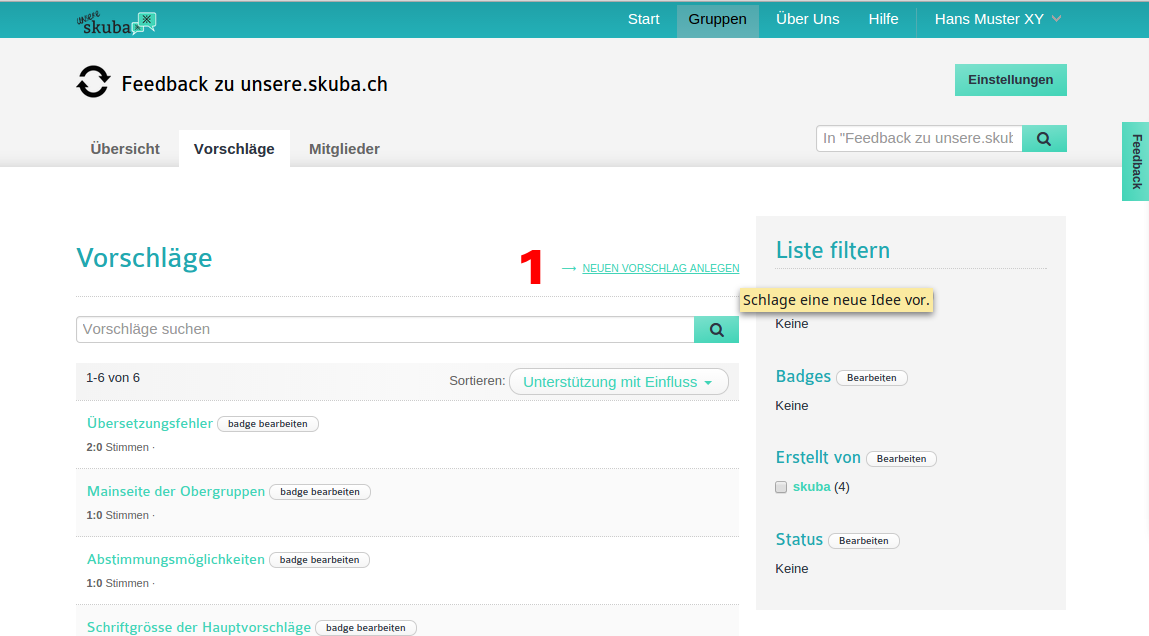 unsere
skuba
Start Gruppen Über Uns Hilfe Hans Muster XY
Feedback zu unsere.skuba.ch
Einstellungen
Übersicht Vorschläge Mitglieder
In "Feedback zu unsere.skub
Feedback
Vorschläge
1
→ NEUEN VORSCHLAG ANLEGEN
Schlage eine neue Idee vor.
Vorschläge suchen
1-6 von 6
Sortieren: Unterstützung mit Einfluss
Übersetzungsfehler badge bearbeiten
2:0 Stimmen ·
Mainseite der Obergruppen badge bearbeiten
1:0 Stimmen ·
Abstimmungsmöglichkeiten badge bearbeiten
1:0 Stimmen ·
Schriftgrösse der Hauptvorschläge badge bearbeiten
Liste filtern
Keine
Badges Bearbeiten
Keine
Erstellt von Bearbeiten
skuba (4)
Status Bearbeiten
Keine